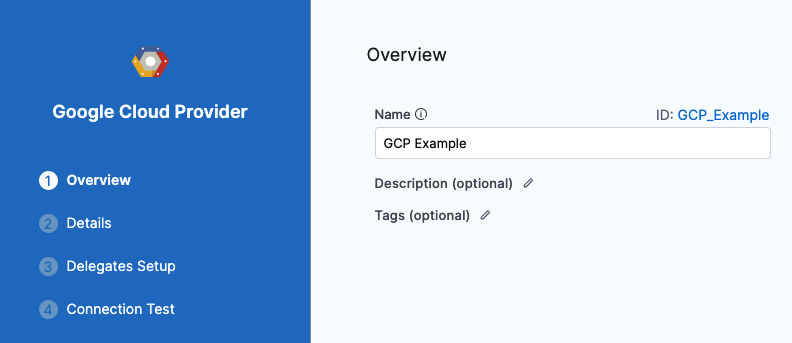 Google Cloud Provider
1 Overview
2 Details
3 Delegates Setup
4 Connection Test
Overview
Name ID: GCP_Example
GCP Example
Description (optional)
Tags (optional)